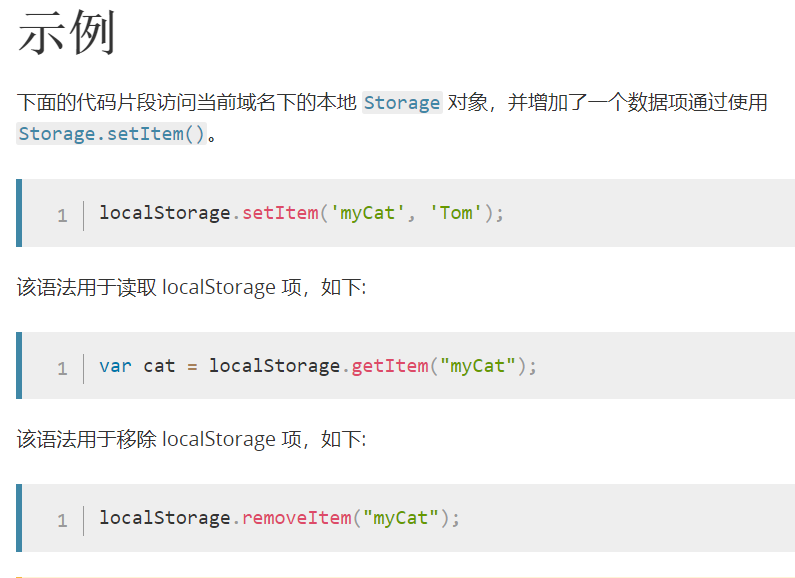 示例
下面的代码片段访问当前域名下的本地 Storage 对象，并增加了一个数据项通过使用
Storage.setItem()。
1 localStorage.setItem('myCat', 'Tom');
该语法用于读取 localStorage 项，如下:
1 var cat = localStorage.getItem("myCat");
该语法用于移除 localStorage 项，如下:
1 localStorage.removeItem("myCat");